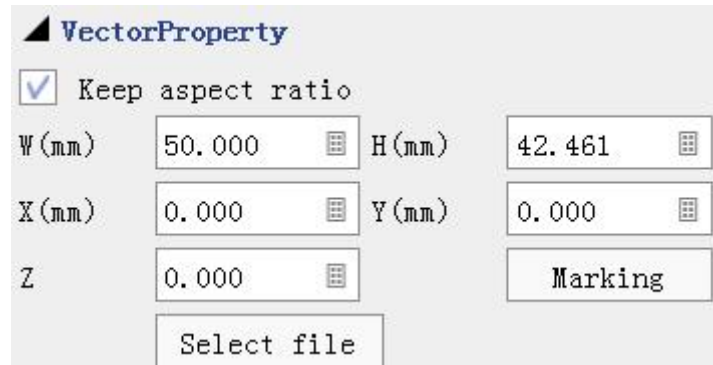 VectorProperty
Keep aspect ratio
W(mm) 50.000 H(mm) 42.461
X(mm) 0.000 Y(mm) 0.000
Z 0.000 Marking
Select file